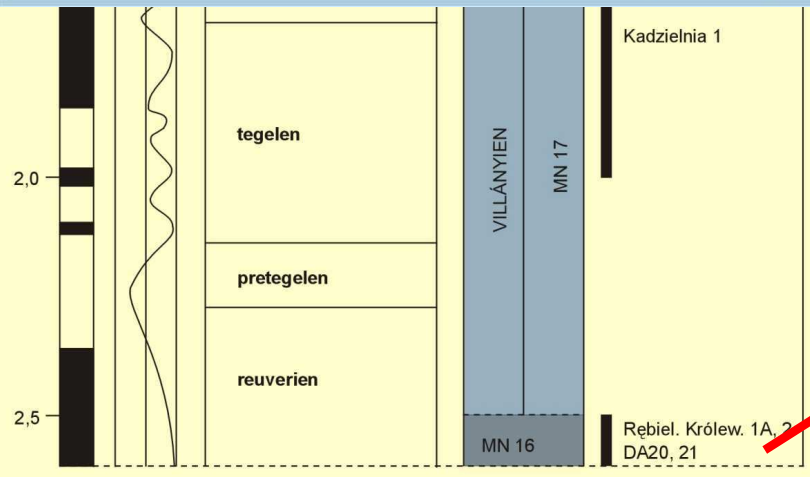 Kadzielnia 1
tegelen
VILLÁNYIEN
MN 17
2,0
pretegelen
reuverien
2,5
Rębiel. Królew. 1A, 2
MN 16
DA20, 21